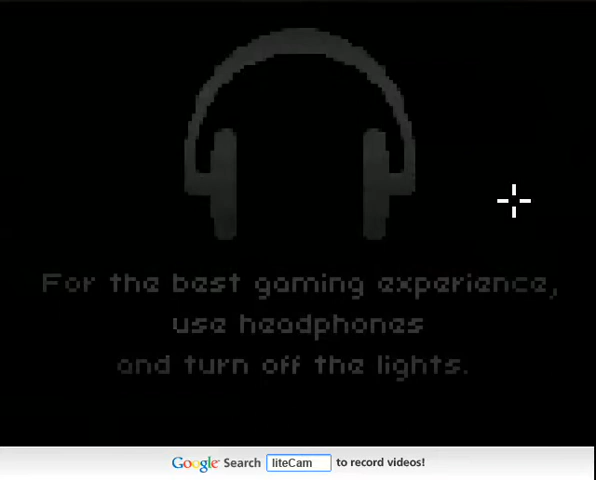 For the best gaming experience,
use headphones
and turn off the lights.
Google Search liteCam to record videos!